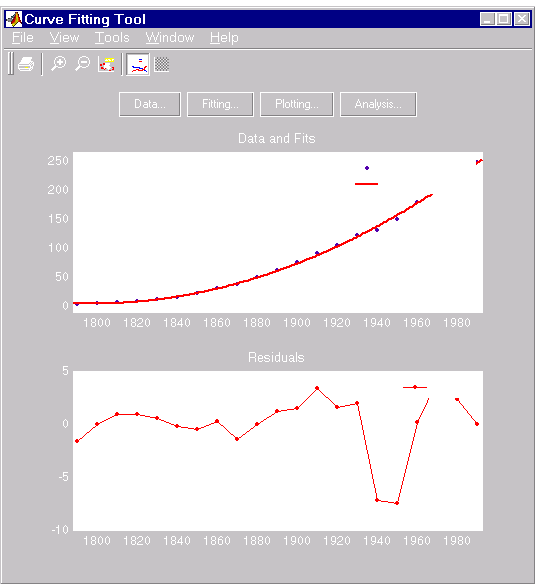 Curve Fitting Tool
File View Tools Window Help
Data... Fitting... Plotting... Analysis...
Data and Fits
250
200
150
100
50
0
1800 1820 1840 1860 1880 1900 1920 1940 1960 1980
Residuals
5
0
-5
-10
1800 1820 1840 1860 1880 1900 1920 1940 1960 1980